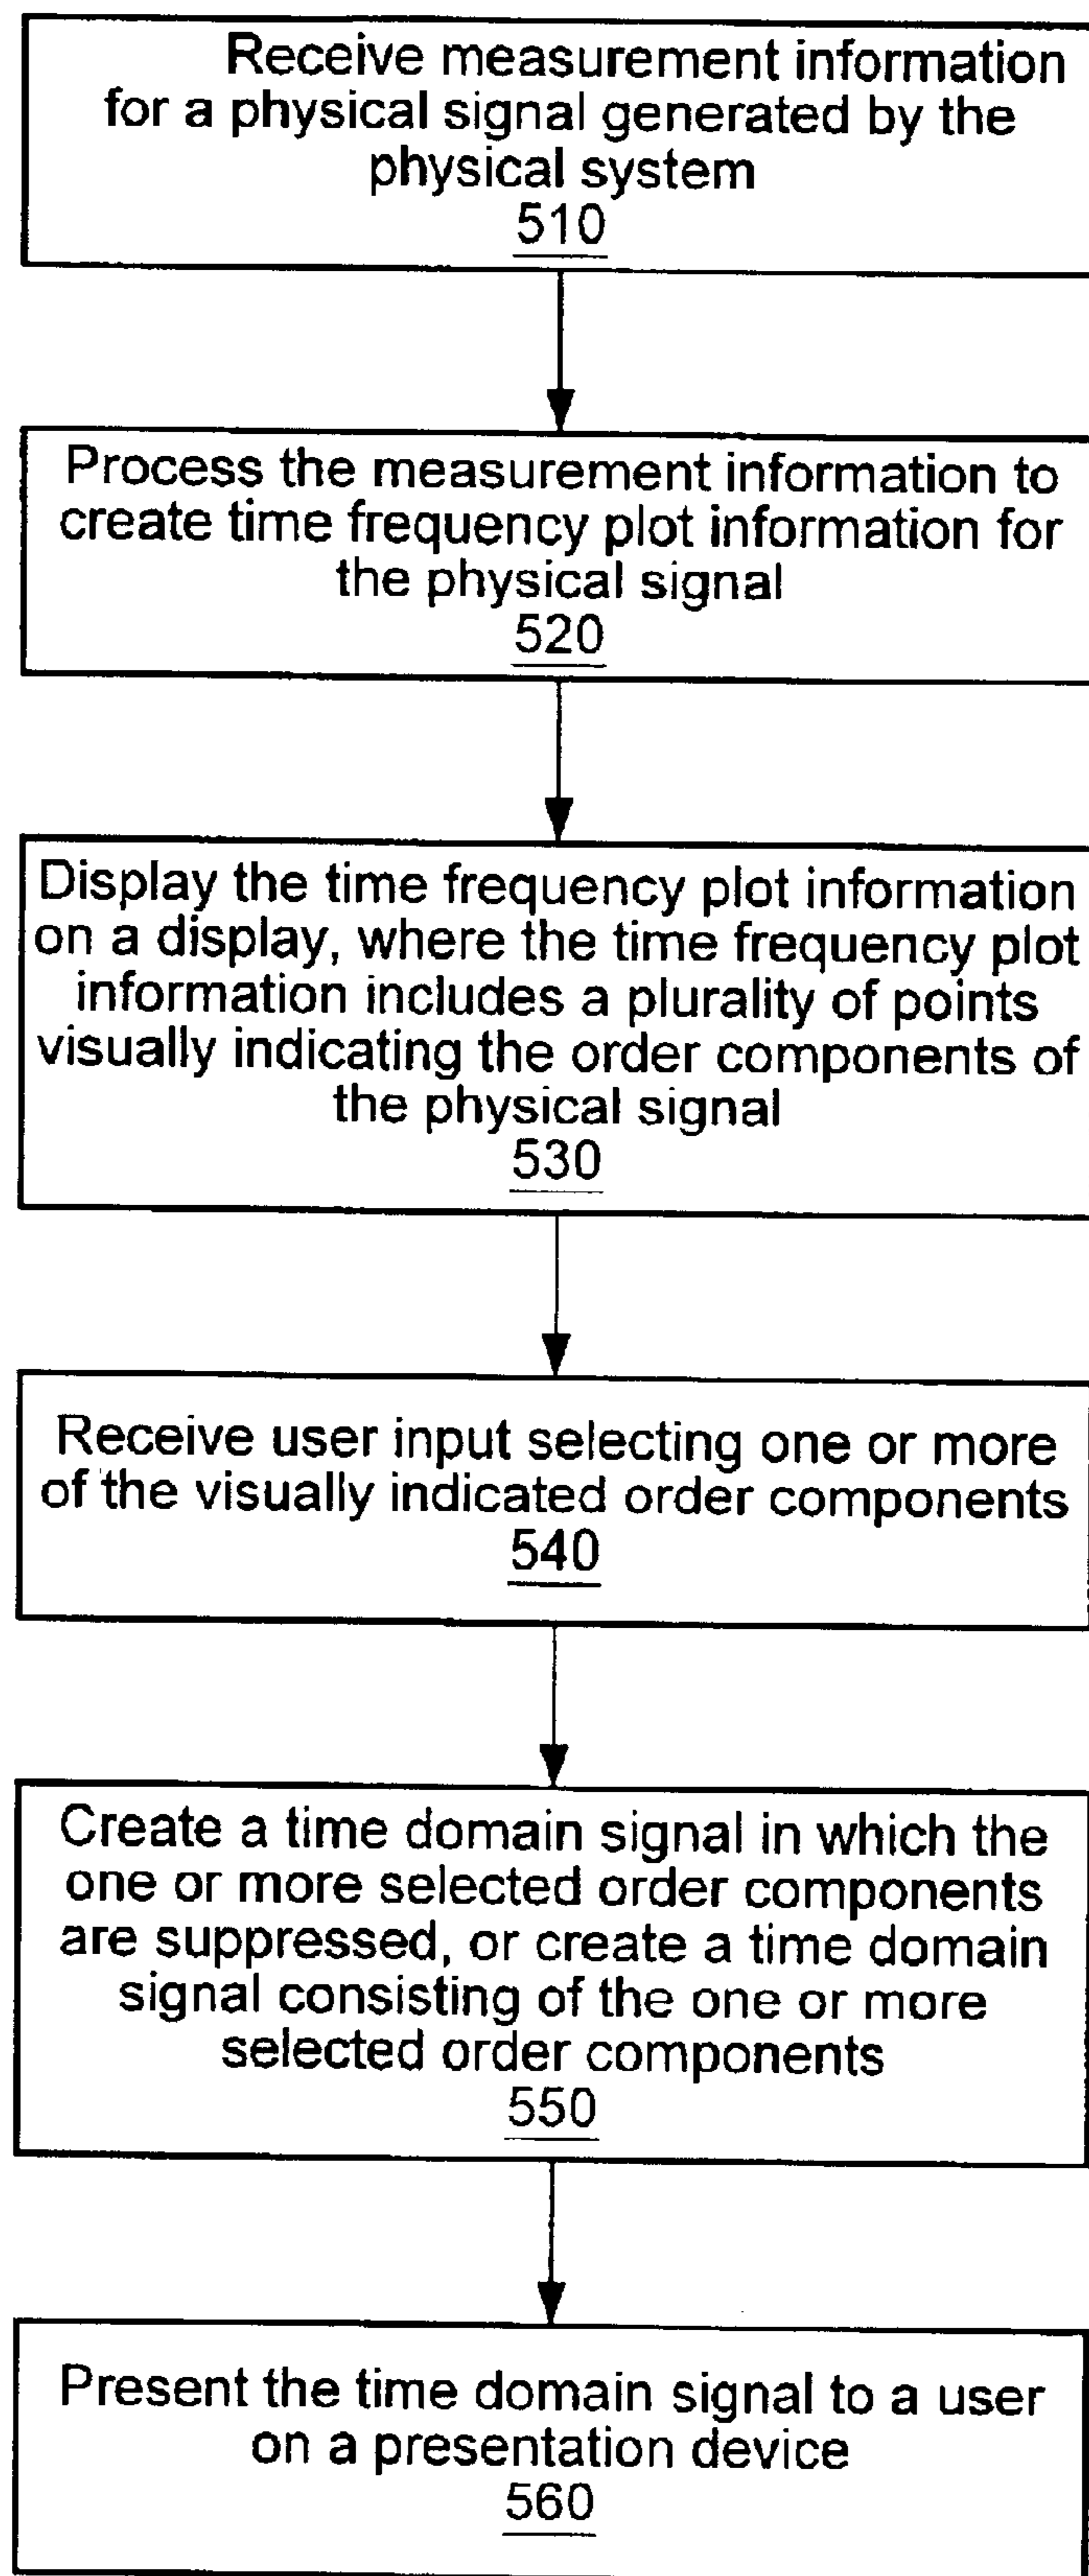 Receive measurement information
for a physical signal generated by the
physical system
510
Process the measurement information to
create time frequency plot information for
the physical signal
520
Display the time frequency plot information
on a display, where the time frequency plot
information includes a plurality of points
visually indicating the order components of
the physical signal
530
Receive user input selecting one or more
of the visually indicated order components
540
Create a time domain signal in which the
one or more selected order components
are suppressed, or create a time domain
signal consisting of the one or more
selected order components
550
Present the time domain signal to a user
on a presentation device
560